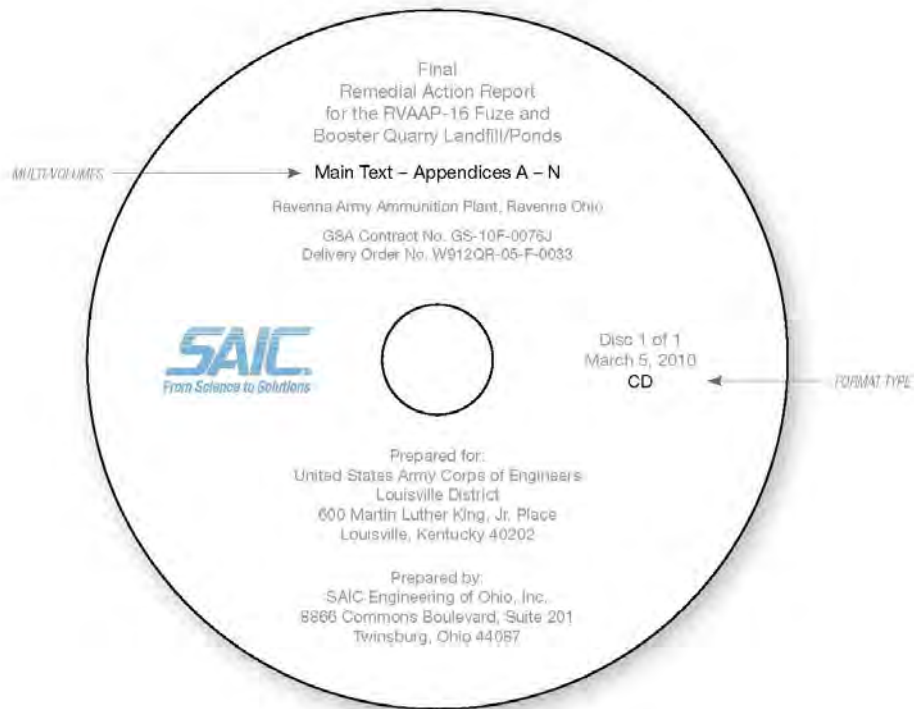 Final
Remedial Action Report
for the RVAAP-16 Fuze and
Booster Quarry Landfill/Ponds
MULTI-VOLUMES
Main Text – Appendices A – N
Ravenna Army Ammunition Plant, Ravenna Ohio
GSA Contract No. GS-10F-0076J
Delivery Order No. W912QR-05-F-0033
SAIC
From Science to Solutions
Disc 1 of 1
March 5, 2010
CD
FORMAT TYPE
Prepared for:
United States Army Corps of Engineers
Louisville District
600 Martin Luther King, Jr. Place
Louisville, Kentucky 40202
Prepared by:
SAIC Engineering of Ohio, Inc.
8866 Commons Boulevard, Suite 201
Twinsburg, Ohio 44087